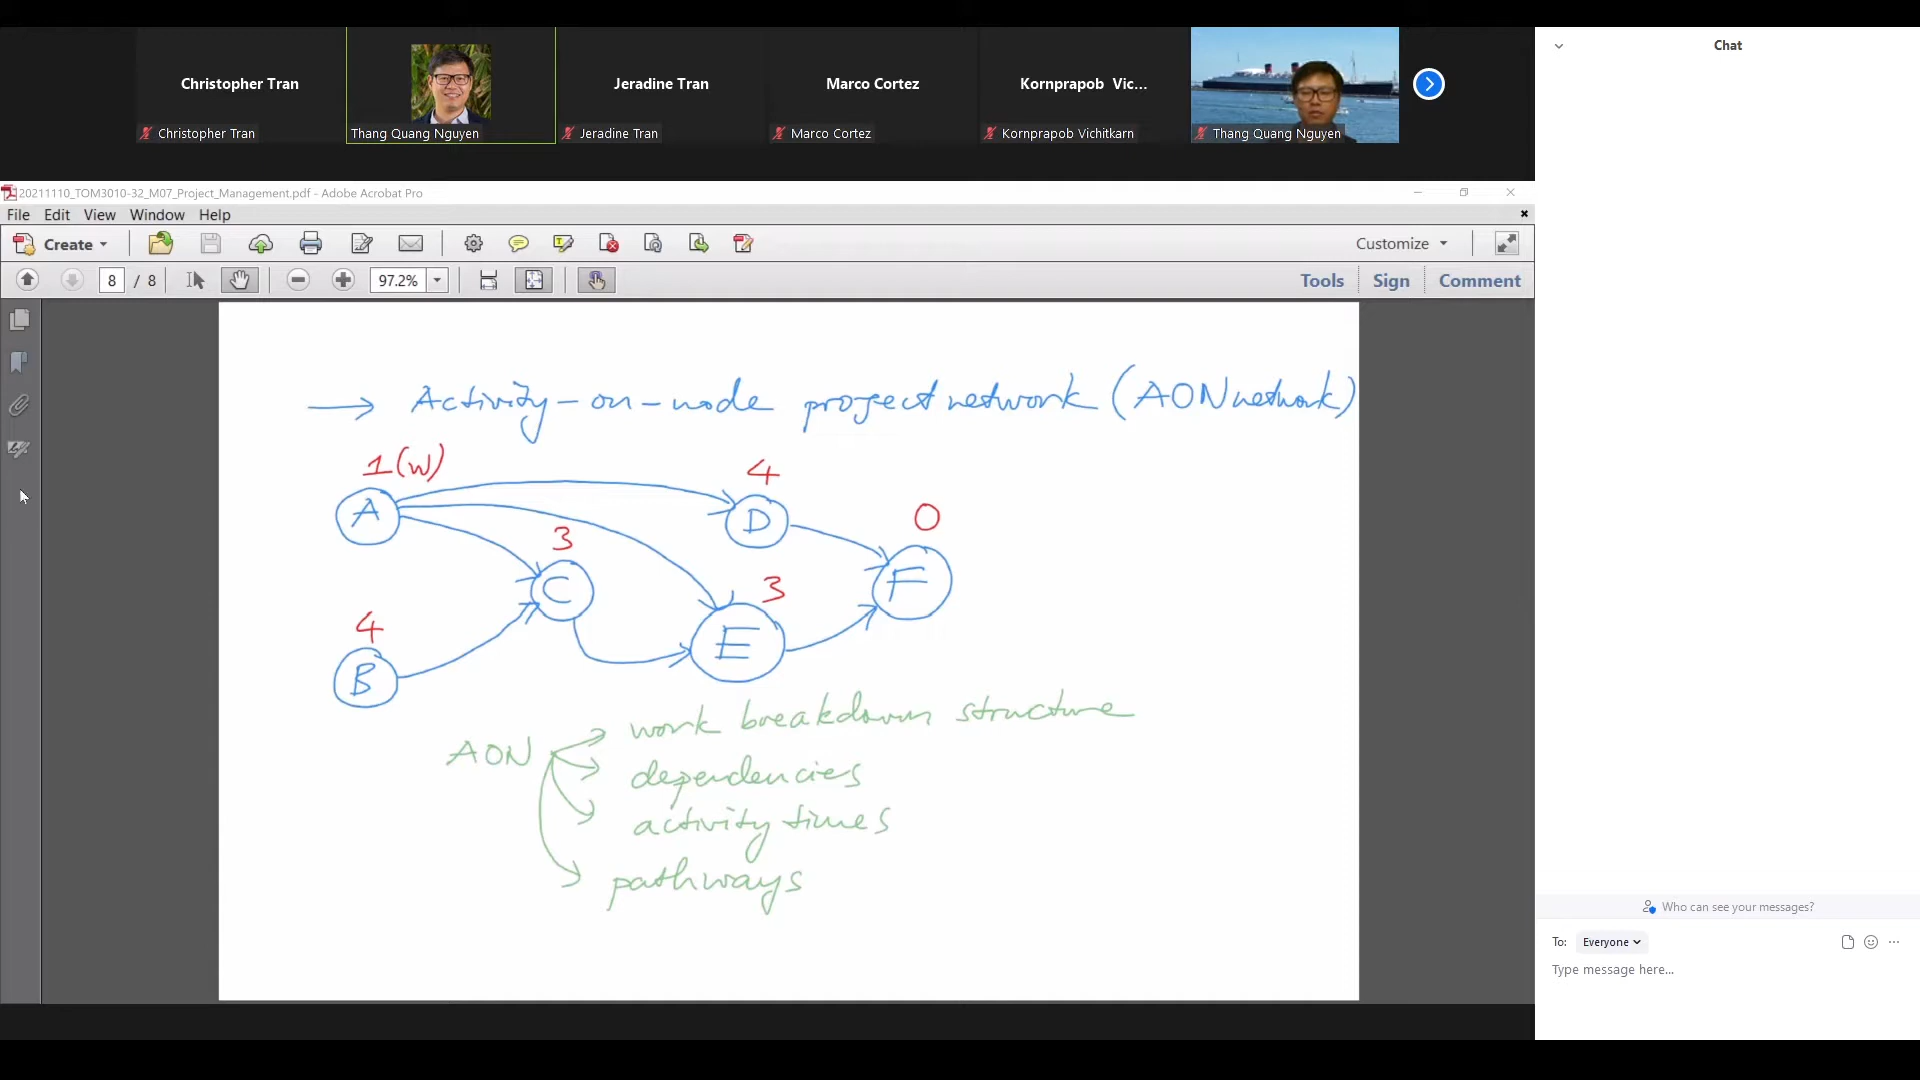 Christopher Tran
Jeradine Tran
Marco Cortez
Kornprapob Vic...
Christopher Tran
Thang Quang Nguyen
Jeradine Tran
Marco Cortez
Kornprapob Vichitkarn
Thang Quang Nguyen
Chat
20211110_TOM3010-32_M07_Project_Management.pdf - Adobe Acrobat Pro
File Edit View Window Help
Create
Customize
8 / 8
97.2%
Tools Sign Comment
→ Activity-on-node project network (AON network)
1(w)
4
A
D
0
3
C
F
3
4
E
B
work breakdown structure
AON
dependencies
activity times
pathways
Who can see your messages?
To: Everyone
Type message here...